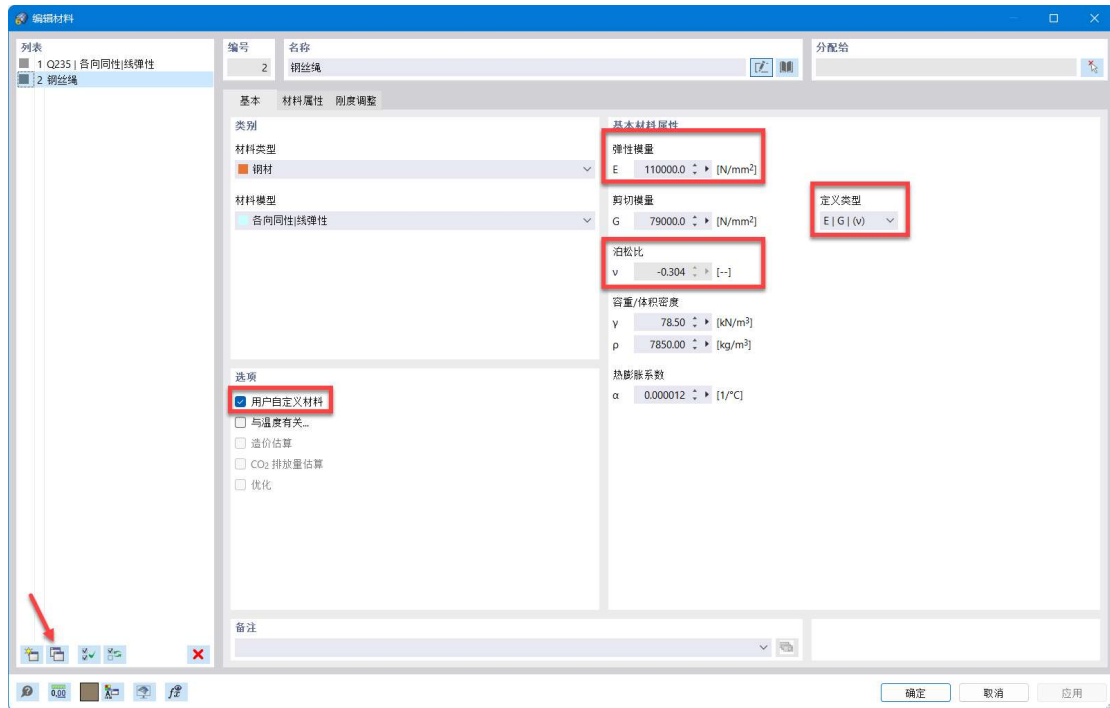 编辑材料
列表
1 Q235 | 各向同性|线弹性
2 钢丝绳
编号
2
名称
钢丝绳
分配给
基本 材料属性 刚度调整
类别
材料类型
钢材
材料模型
各向同性|线弹性
选项
用户自定义材料
与温度有关...
造价估算
CO₂ 排放量估算
优化
基本材料属性
弹性模量
E 110000.0 [N/mm²]
剪切模量
G 79000.0 [N/mm²]
泊松比
ν -0.304 [--]
容重/体积密度
γ 78.50 [kN/m³]
ρ 7850.00 [kg/m³]
热膨胀系数
α 0.000012 [1/°C]
定义类型
E | G | (ν)
备注
0,00
确定 取消 应用